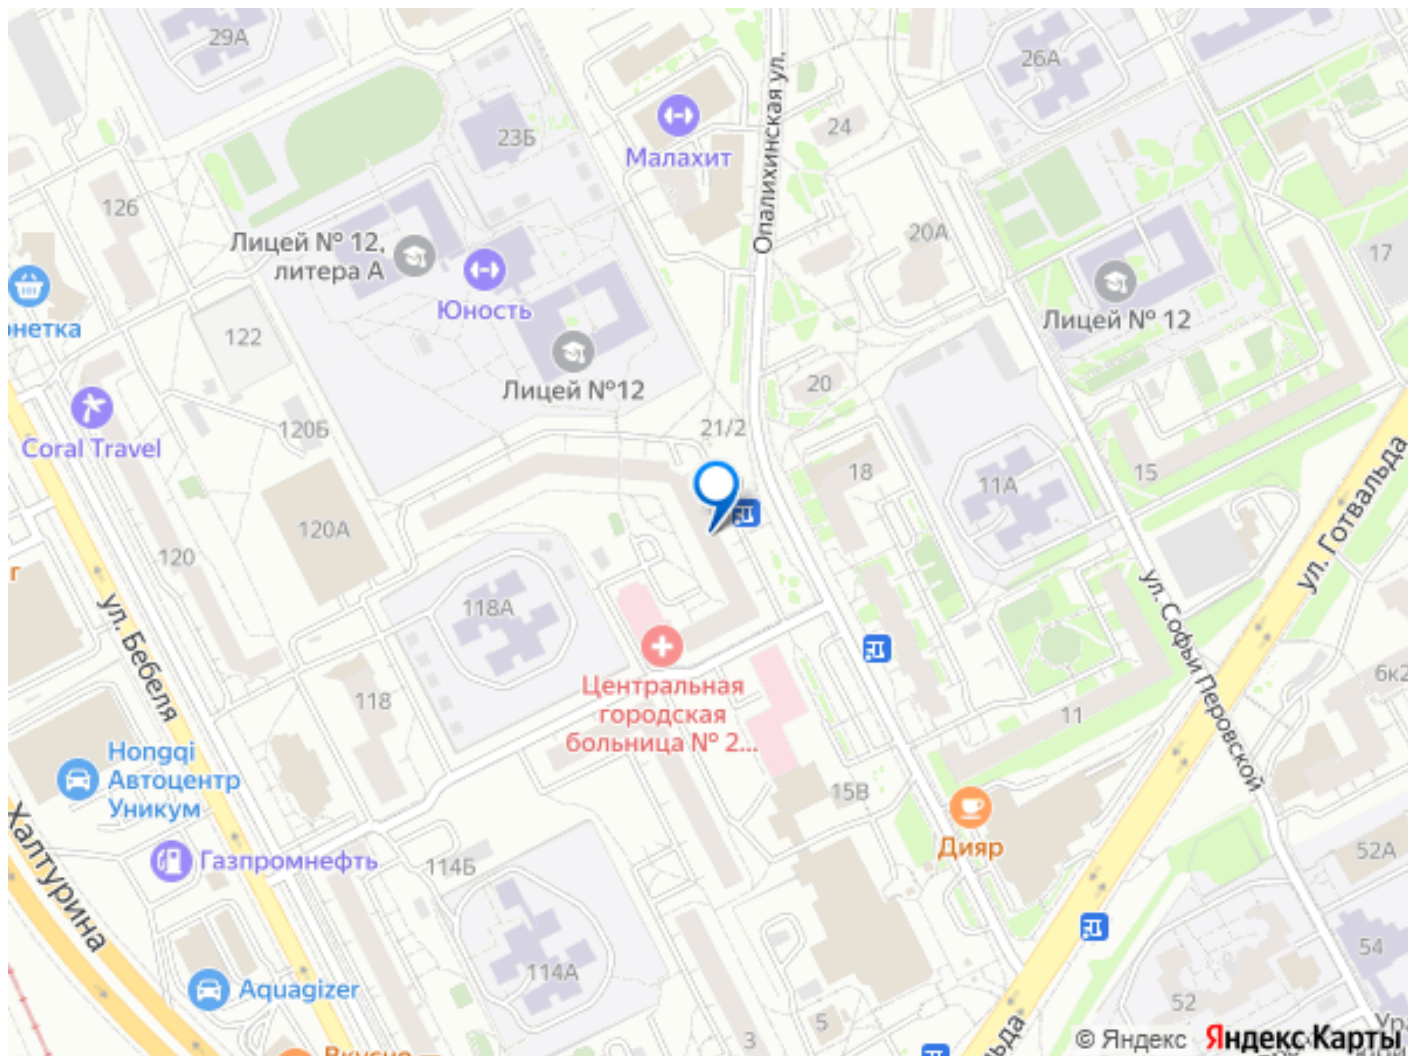 29А
26А
23Б
24
Опалихинская ул.
Малахит
126
Лицей № 12,
литера А
20А
17
Юность
Лицей № 12
122
Лицей №12
20
Coral Travel
120Б
21/2
18
11А
15
ул. Готвальда
120А
120
118А
ул. Бебеля
ул. Софьи Перовской
Центральная
городская
больница № 2...
118
11
6к2
Hongqi
Автоцентр
Уникум
15В
Халтурина
Газпромнефть
Дияр
114Б
52А
54
114А
Aquagizer
52
5
3
© Яндекс Яндекс Карты